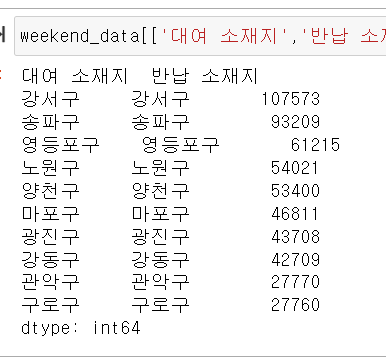 weekend_data[['대여 소재지','반납 소재
대여 소재지 반납 소재지
강서구 강서구 107573
송파구 송파구 93209
영등포구 영등포구 61215
노원구 노원구 54021
양천구 양천구 53400
마포구 마포구 46811
광진구 광진구 43708
강동구 강동구 42709
관악구 관악구 27770
구로구 구로구 27760
dtype: int64